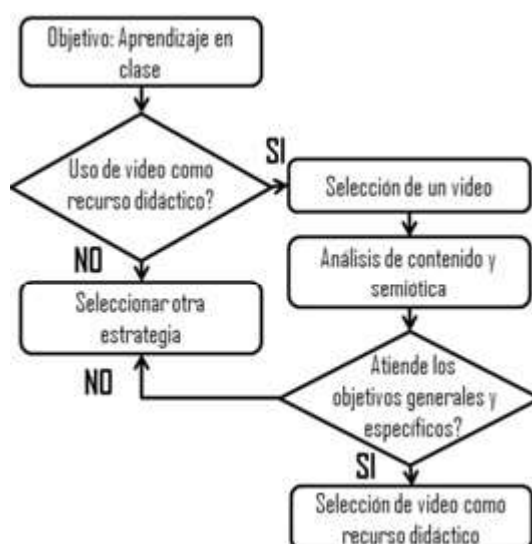 Objetivo: Aprendizaje en
clase
Uso de video como
recurso didáctico?
SI
Selección de un video
Análisis de contenido y
semiótica
NO
Seleccionar otra
estrategia
Atiende los
objetivos generales y
específicos?
NO
SI
Selección de video como
recurso didáctico